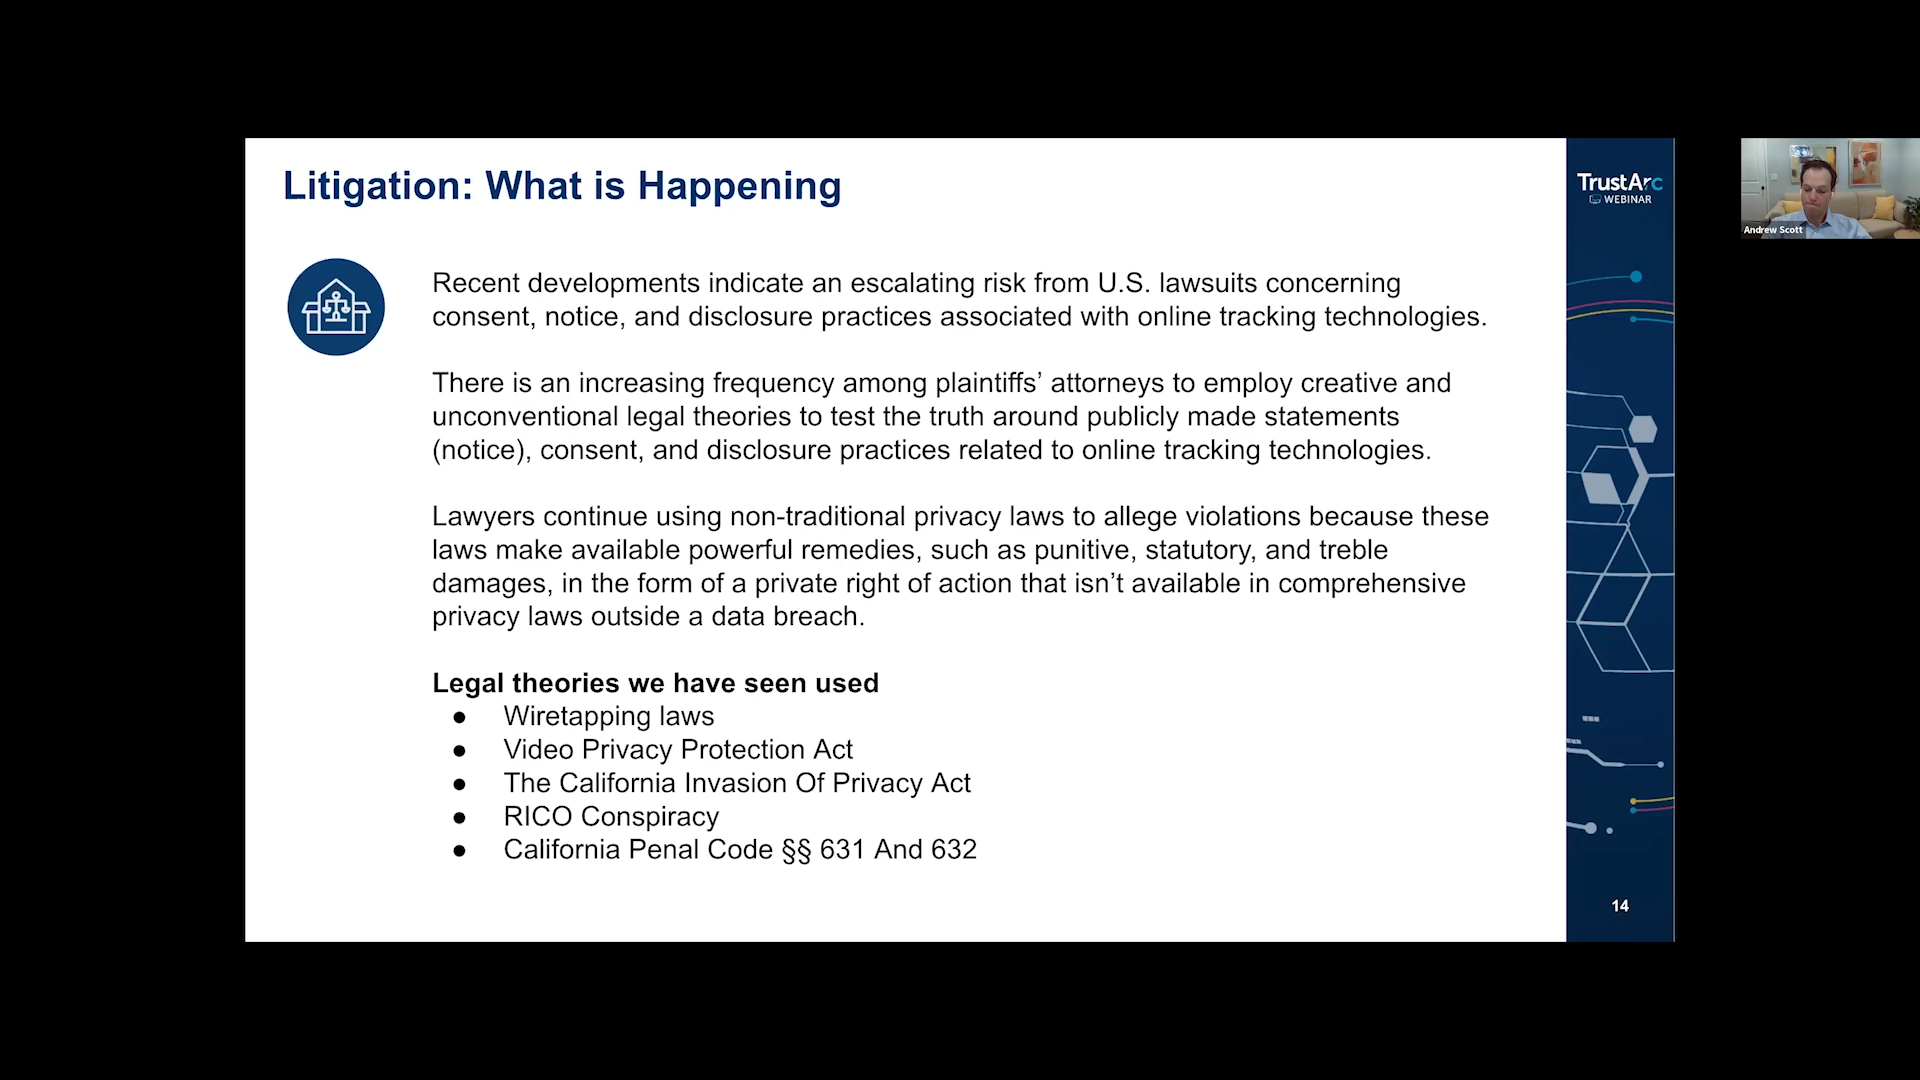 Litigation: What is Happening
Recent developments indicate an escalating risk from U.S. lawsuits concerning
consent, notice, and disclosure practices associated with online tracking technologies.
There is an increasing frequency among plaintiffs’ attorneys to employ creative and
unconventional legal theories to test the truth around publicly made statements
(notice), consent, and disclosure practices related to online tracking technologies.
Lawyers continue using non-traditional privacy laws to allege violations because these
laws make available powerful remedies, such as punitive, statutory, and treble
damages, in the form of a private right of action that isn’t available in comprehensive
privacy laws outside a data breach.
Legal theories we have seen used
● Wiretapping laws
● Video Privacy Protection Act
● The California Invasion Of Privacy Act
● RICO Conspiracy
● California Penal Code §§ 631 And 632
TrustArc
WEBINAR
14
Andrew Scott